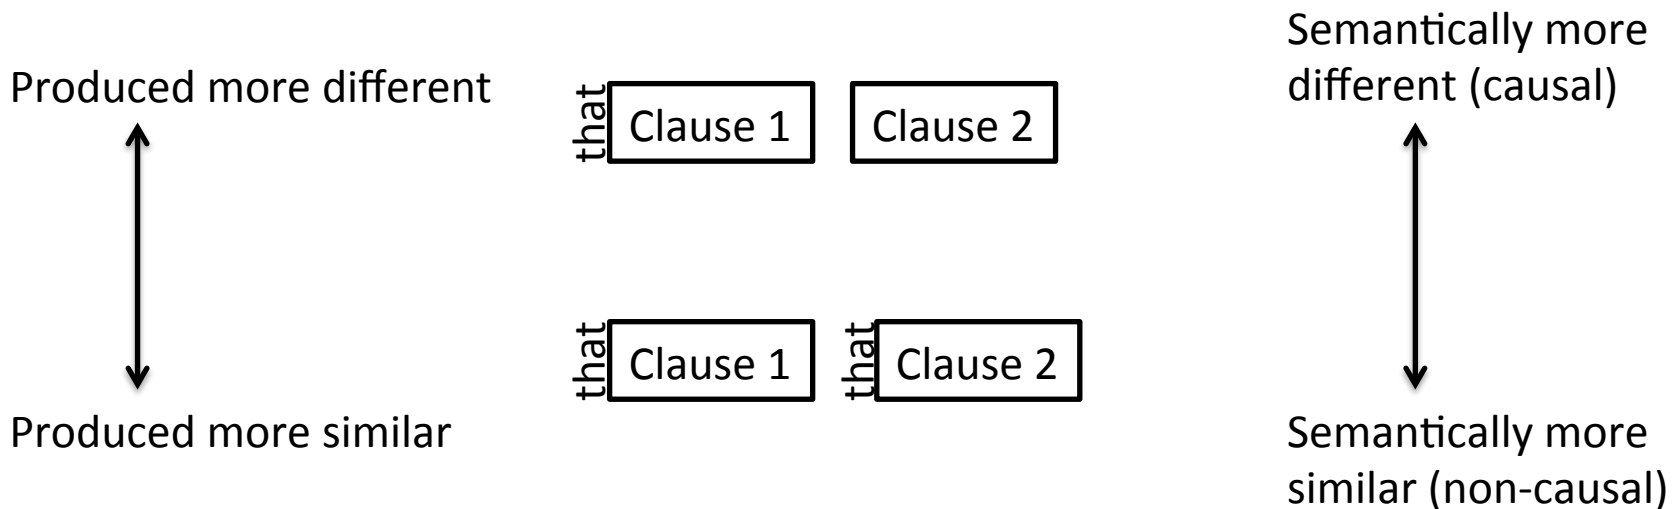 Produced more different
that Clause 1 Clause 2
Semantically more
different (causal)
that Clause 1 that Clause 2
Produced more similar
Semantically more
similar (non-causal)